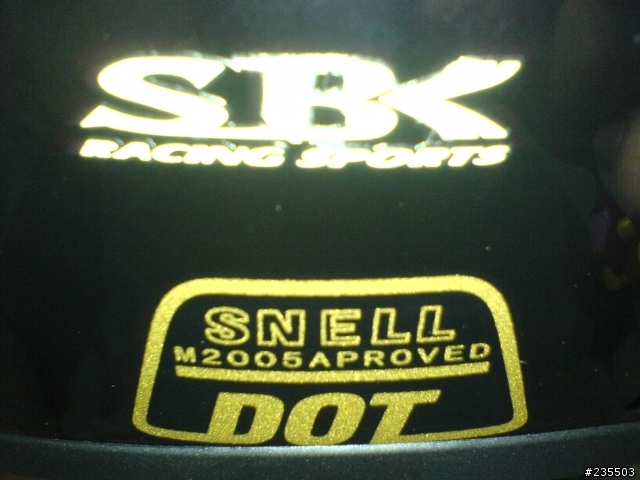 SBK
RACING SPORTS
SNELL
M2005APROVED
DOT
#235503